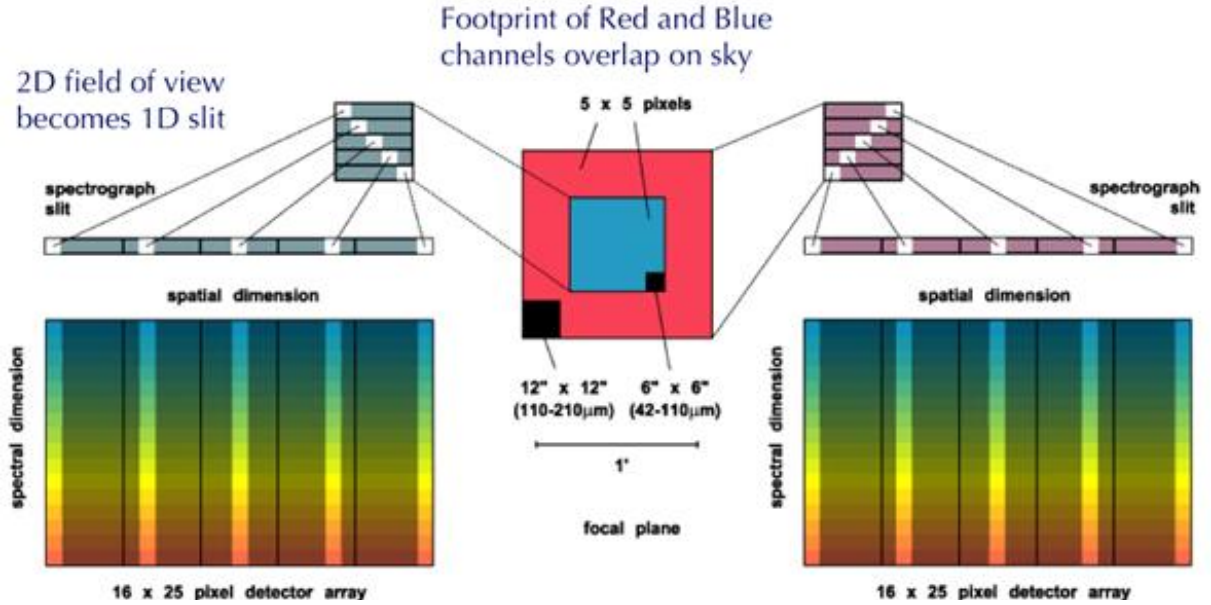 Footprint of Red and Blue
channels overlap on sky
2D field of view
becomes 1D slit
5 x 5 pixels
spectrograph
slit
spectrograph
slit
spatial dimension
spatial dimension
spectral dimension
12" x 12"
(110-210μm)
6" x 6"
(42-110μm)
1'
focal plane
spectral dimension
16 x 25 pixel detector array
16 x 25 pixel detector array